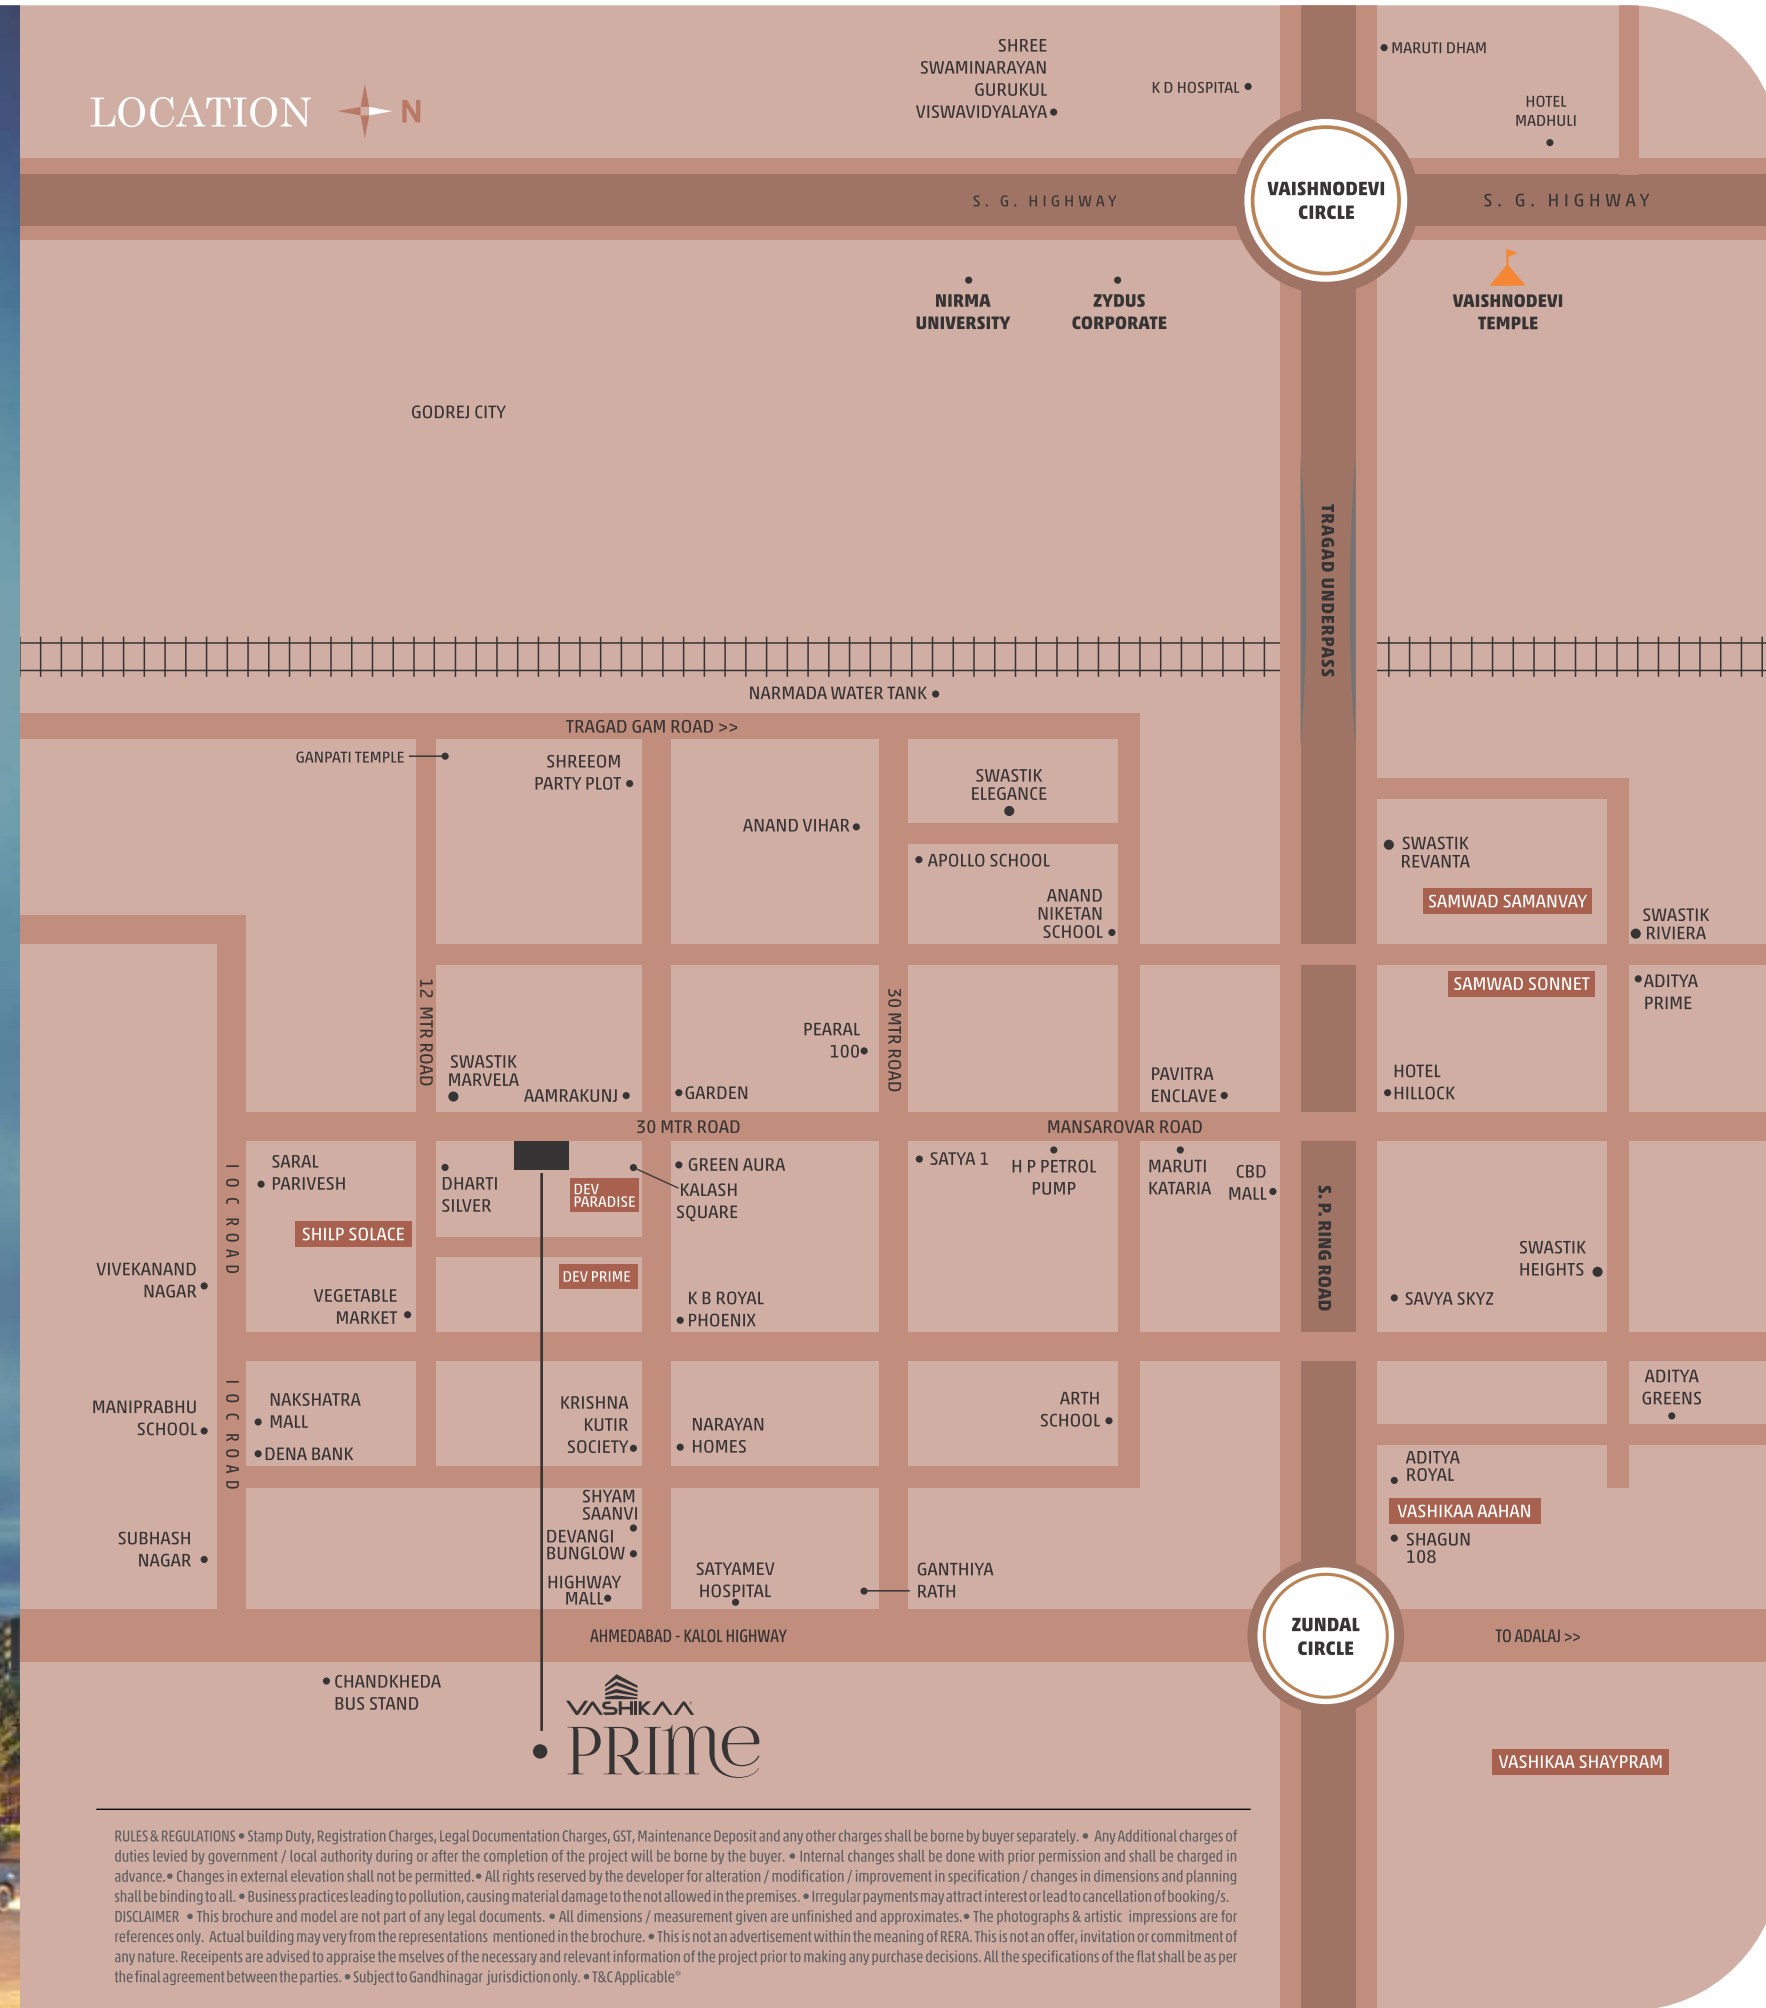 LOCATION
N
SHREE
SWAMINARAYAN
GURUKUL
VISWAVIDYALAYA
K D HOSPITAL
MARUTI DHAM
HOTEL
MADHULI
S. G. HIGHWAY
VAISHNODEVI
CIRCLE
S. G. HIGHWAY
NIRMA
UNIVERSITY
ZYDUS
CORPORATE
VAISHNODEVI
TEMPLE
GODREJ CITY
TRAGAD UNDERPASS
NARMADA WATER TANK
TRAGAD GAM ROAD >>
GANPATI TEMPLE
SHREEOM
PARTY PLOT
ANAND VIHAR
SWASTIK
ELEGANCE
APOLLO SCHOOL
ANAND
NIKETAN
SCHOOL
SWASTIK
REVANTA
SAMWAD SAMANVAY
SWASTIK
RIVIERA
SAMWAD SONNET
ADITYA
PRIME
12 MTR ROAD
30 MTR ROAD
PEARAL
100
SWASTIK
MARVELA
AAMRAKUNJ
GARDEN
PAVITRA
ENCLAVE
HOTEL
HILLOCK
30 MTR ROAD
MANSAROVAR ROAD
IOC ROAD
SARAL
PARIVESH
DHARTI
SILVER
DEV
PARADISE
GREEN AURA
KALASH
SQUARE
SATYA 1
H P PETROL
PUMP
MARUTI
KATARIA
CBD
MALL
S. P. RING ROAD
SHILP SOLACE
VIVEKANAND
NAGAR
VEGETABLE
MARKET
DEV PRIME
K B ROYAL
PHOENIX
SWASTIK
HEIGHTS
SAVYA SKYZ
MANIPRABHU
SCHOOL
IOC ROAD
NAKSHATRA
MALL
DENA BANK
KRISHNA
KUTIR
SOCIETY
NARAYAN
HOMES
ARTH
SCHOOL
ADITYA
GREENS
ADITYA
ROYAL
VASHIKAA AAHAN
SHAGUN
108
SUBHASH
NAGAR
SHYAM
SAANVI
DEVANGI
BUNGLOW
HIGHWAY
MALL
SATYAMEV
HOSPITAL
GANTHIYA
RATH
AHMEDABAD - KALOL HIGHWAY
ZUNDAL
CIRCLE
TO ADALAJ >>
CHANDKHEDA
BUS STAND
VASHIKAA
PRIME
VASHIKAA SHAYPRAM
RULES & REGULATIONS • Stamp Duty, Registration Charges, Legal Documentation Charges, GST, Maintenance Deposit and any other charges shall be borne by buyer separately. • Any Additional charges of
duties levied by government / local authority during or after the completion of the project will be borne by the buyer. • Internal changes shall be done with prior permission and shall be charged in
advance.• Changes in external elevation shall not be permitted.• All rights reserved by the developer for alteration / modification / improvement in specification / changes in dimensions and planning
shall be binding to all. • Business practices leading to pollution, causing material damage to the not allowed in the premises. • Irregular payments may attract interest or lead to cancellation of booking/s.
DISCLAIMER • This brochure and model are not part of any legal documents. • All dimensions / measurement given are unfinished and approximates.• The photographs & artistic impressions are for
references only. Actual building may very from the representations mentioned in the brochure. • This is not an advertisement within the meaning of RERA. This is not an offer, invitation or commitment of
any nature. Receipents are advised to appraise the mselves of the necessary and relevant information of the project prior to making any purchase decisions. All the specifications of the flat shall be as per
the final agreement between the parties. • Subject to Gandhinagar jurisdiction only. • T&C Applicable*